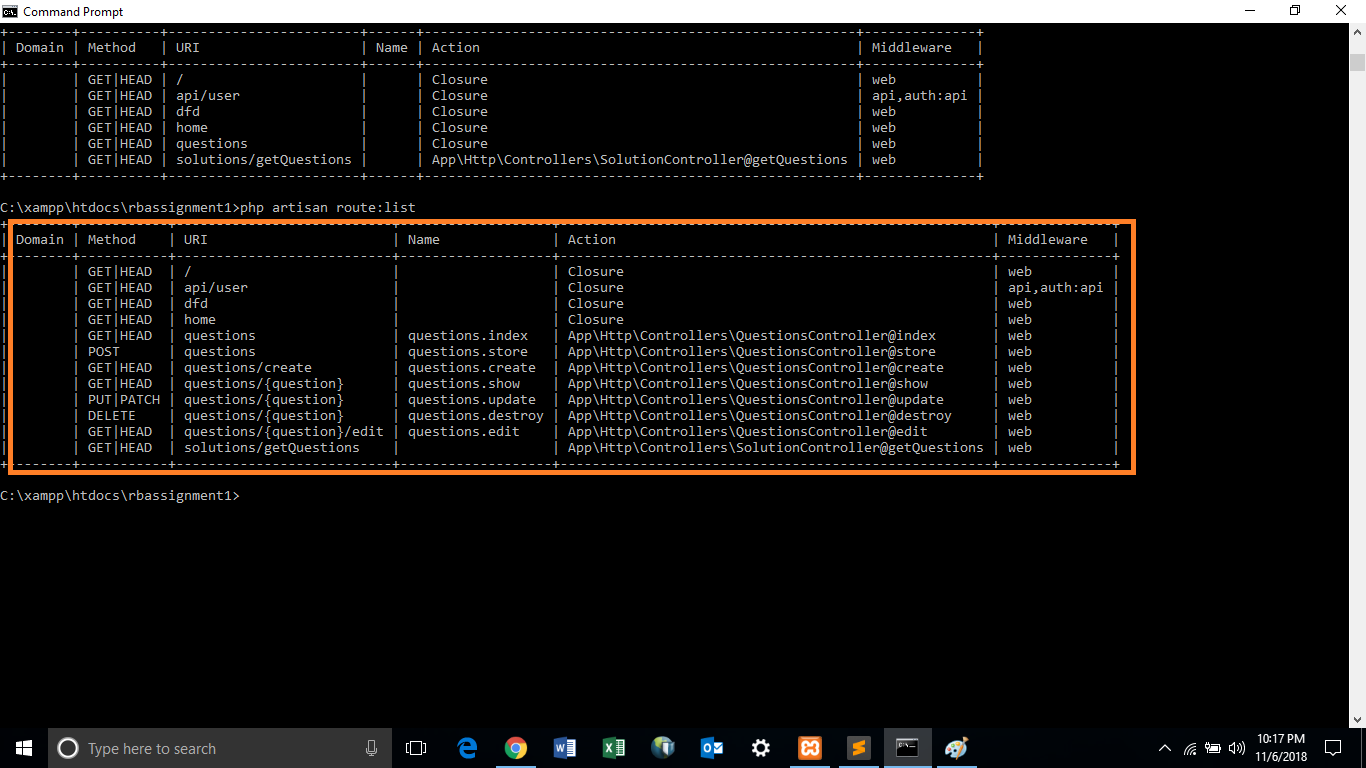 Command Prompt
+--------+----------+------------------------+------+------------------------------------------------------+--------------+
| Domain | Method   | URI                    | Name | Action                                               | Middleware   |
+--------+----------+------------------------+------+------------------------------------------------------+--------------+
|        | GET|HEAD | /                      |      | Closure                                              | web          |
|        | GET|HEAD | api/user               |      | Closure                                              | api,auth:api |
|        | GET|HEAD | dfd                    |      | Closure                                              | web          |
|        | GET|HEAD | home                   |      | Closure                                              | web          |
|        | GET|HEAD | questions              |      | Closure                                              | web          |
|        | GET|HEAD | solutions/getQuestions |      | App\Http\Controllers\SolutionController@getQuestions | web          |
+--------+----------+------------------------+------+------------------------------------------------------+--------------+
C:\xampp\htdocs\rbassignment1>php artisan route:list
+--------+-----------+---------------------------+-------------------+------------------------------------------------------+--------------+
| Domain | Method    | URI                       | Name              | Action                                               | Middleware   |
+--------+-----------+---------------------------+-------------------+------------------------------------------------------+--------------+
|        | GET|HEAD  | /                         |                   | Closure                                              | web          |
|        | GET|HEAD  | api/user                  |                   | Closure                                              | api,auth:api |
|        | GET|HEAD  | dfd                       |                   | Closure                                              | web          |
|        | GET|HEAD  | home                      |                   | Closure                                              | web          |
|        | GET|HEAD  | questions                 | questions.index   | App\Http\Controllers\QuestionsController@index       | web          |
|        | POST      | questions                 | questions.store   | App\Http\Controllers\QuestionsController@store       | web          |
|        | GET|HEAD  | questions/create          | questions.create  | App\Http\Controllers\QuestionsController@create      | web          |
|        | GET|HEAD  | questions/{question}      | questions.show    | App\Http\Controllers\QuestionsController@show        | web          |
|        | PUT|PATCH | questions/{question}      | questions.update  | App\Http\Controllers\QuestionsController@update      | web          |
|        | DELETE    | questions/{question}      | questions.destroy | App\Http\Controllers\QuestionsController@destroy     | web          |
|        | GET|HEAD  | questions/{question}/edit | questions.edit    | App\Http\Controllers\QuestionsController@edit        | web          |
|        | GET|HEAD  | solutions/getQuestions    |                   | App\Http\Controllers\SolutionController@getQuestions | web          |
+--------+-----------+---------------------------+-------------------+------------------------------------------------------+--------------+
C:\xampp\htdocs\rbassignment1>
Type here to search
10:17 PM
11/6/2018